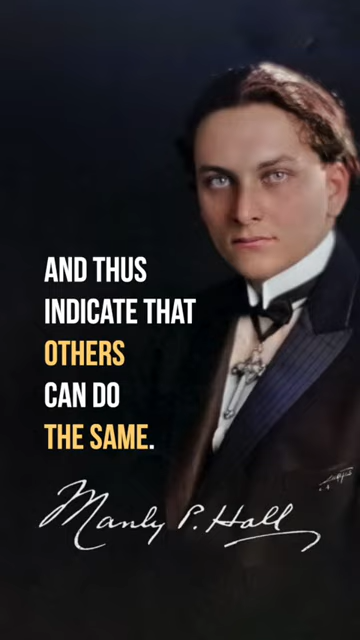 AND THUS
INDICATE THAT
OTHERS
CAN DO
THE SAME.
Manly P. Hall